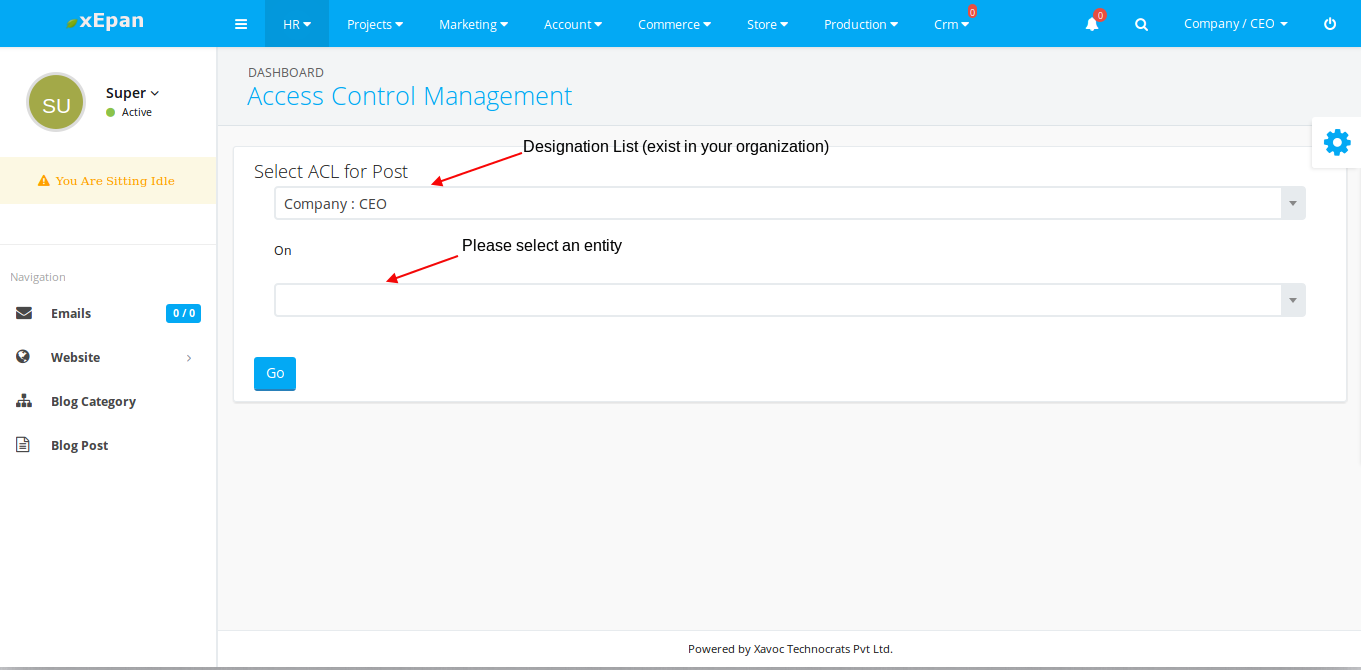 xEpan
HR
Projects
Marketing
Account
Commerce
Store
Production
Crm
0
0
Company / CEO
SU
Super
Active
You Are Sitting Idle
Navigation
Emails
0 / 0
Website
Blog Category
Blog Post
DASHBOARD
Access Control Management
Designation List (exist in your organization)
Select ACL for Post
Company : CEO
On
Please select an entity
Go
Powered by Xavoc Technocrats Pvt Ltd.